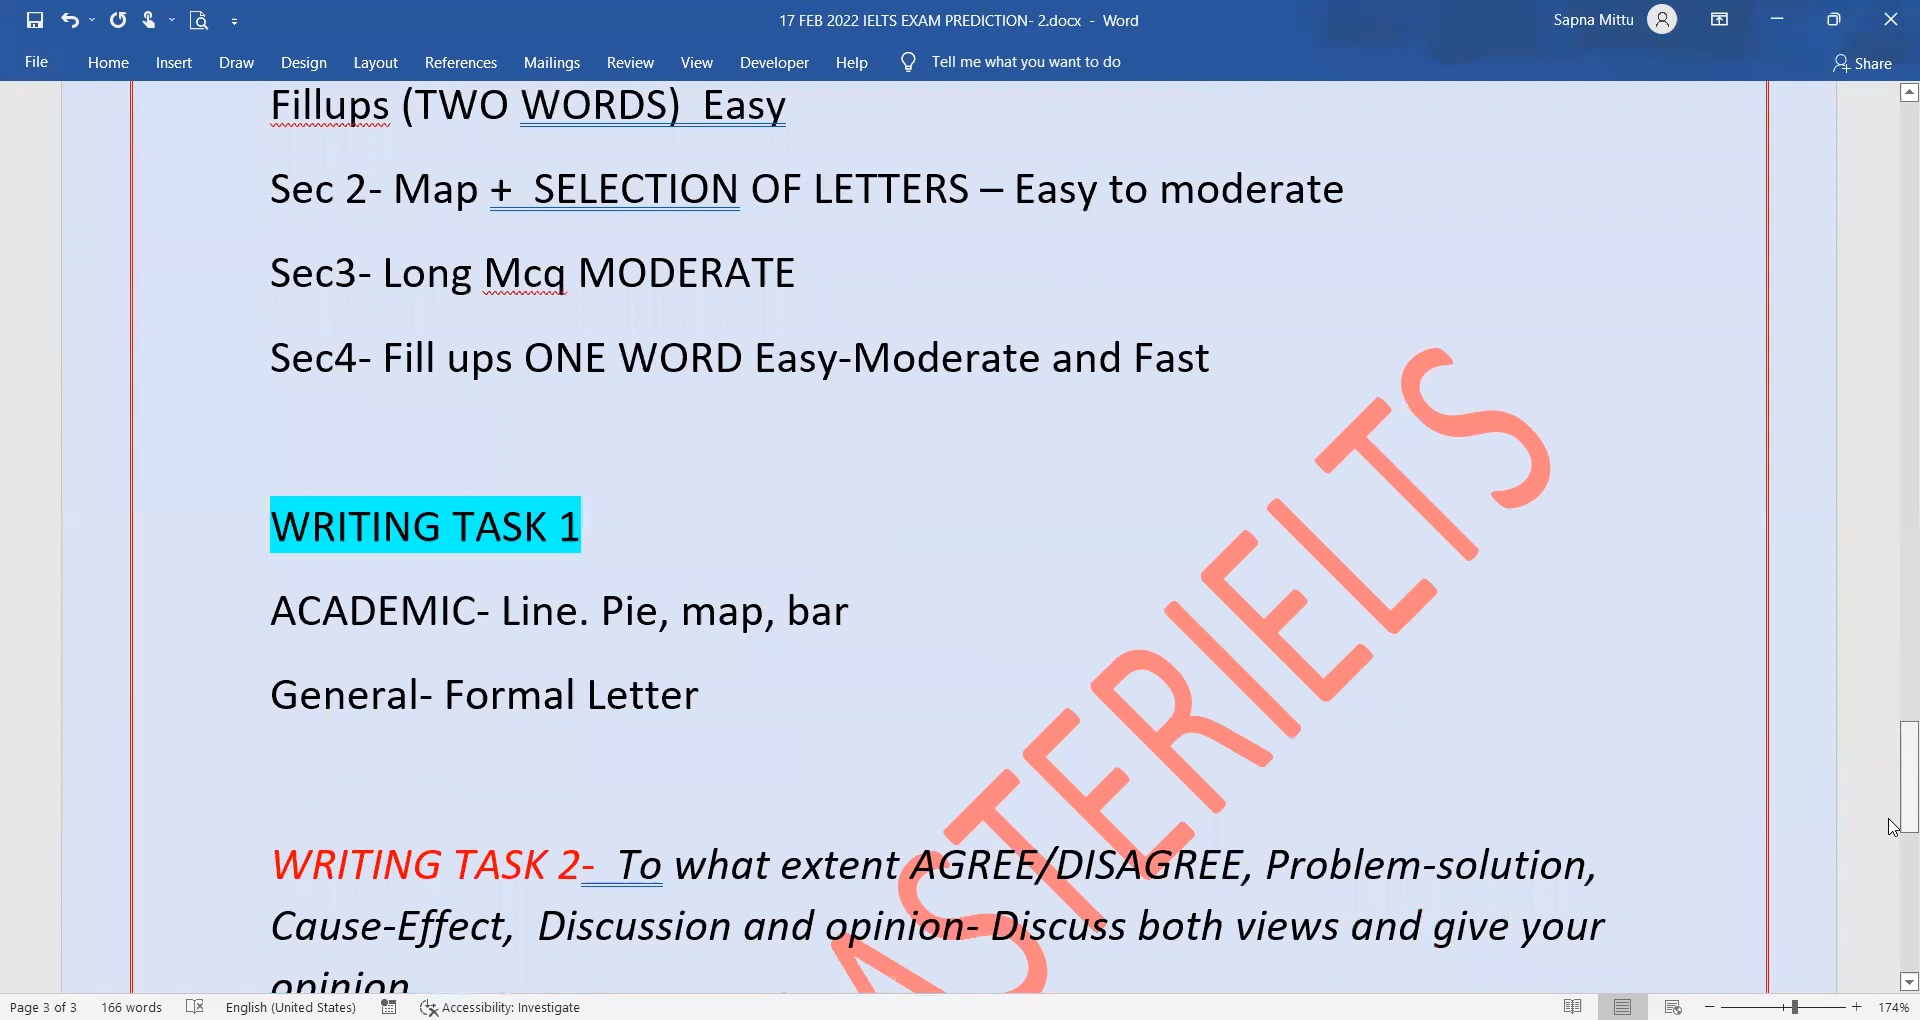 17 FEB 2022 IELTS EXAM PREDICTION- 2.docx - Word
Sapna Mittu
File Home Insert Draw Design Layout References Mailings Review View Developer Help Tell me what you want to do Share
Fillups (TWO WORDS) Easy
Sec 2- Map + SELECTION OF LETTERS – Easy to moderate
Sec3- Long Mcq MODERATE
Sec4- Fill ups ONE WORD Easy-Moderate and Fast
WRITING TASK 1
ACADEMIC- Line. Pie, map, bar
General- Formal Letter
WRITING TASK 2- To what extent AGREE/DISAGREE, Problem-solution,
Cause-Effect, Discussion and opinion- Discuss both views and give your
opinion
ASTERIELTS
Page 3 of 3 166 words English (United States) Accessibility: Investigate 174%